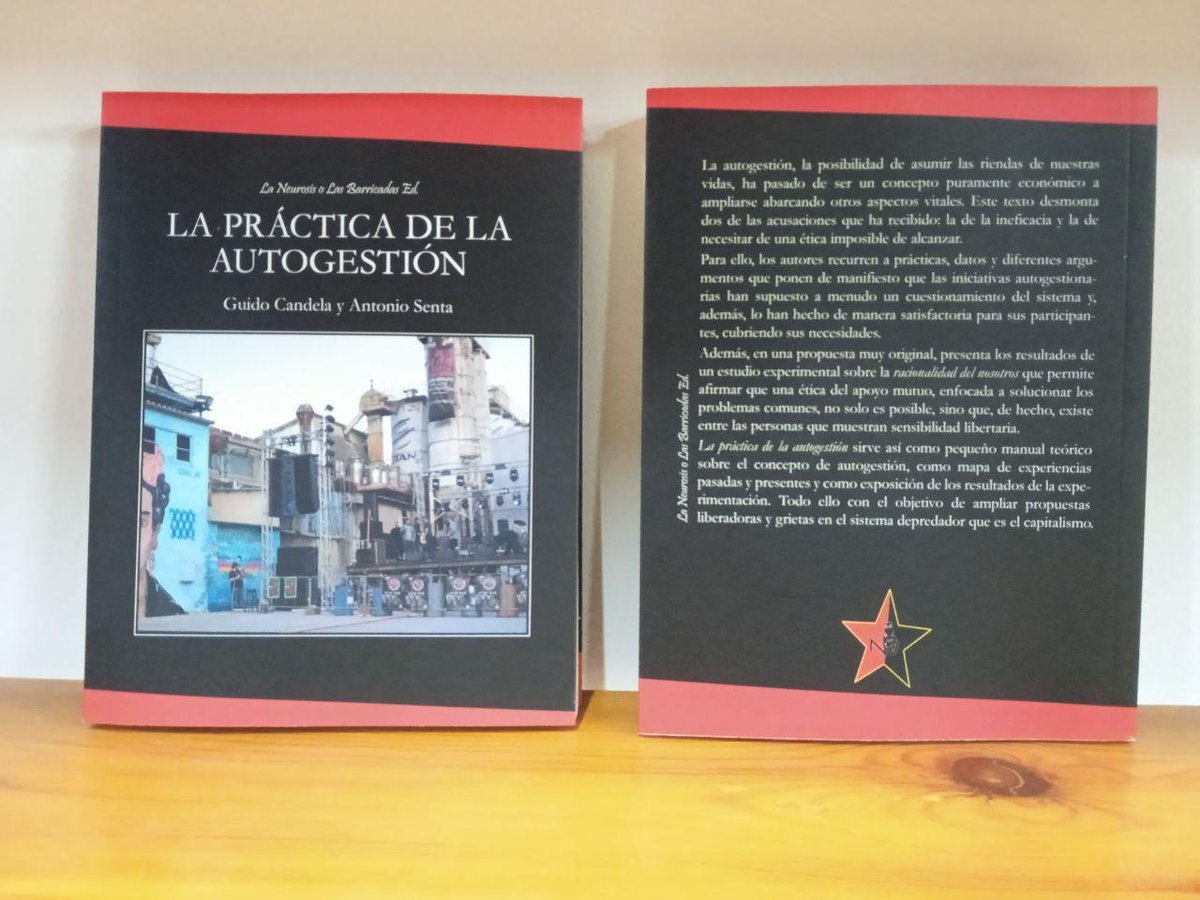 La Neurosis o Las Barricadas Ed.
LA PRÁCTICA DE LA
AUTOGESTIÓN
Guido Candela y Antonio Senta
TAN
La autogestión, la posibilidad de asumir las riendas de nuestras
vidas, ha pasado de ser un concepto puramente económico a
ampliarse abarcando otros aspectos vitales. Este texto desmonta
dos de las acusaciones que ha recibido: la de la ineficacia y la de
necesitar de una ética imposible de alcanzar.
Para ello, los autores recurren a prácticas, datos y diferentes argu-
mentos que ponen de manifiesto que las iniciativas autogestiona-
rias han supuesto a menudo un cuestionamiento del sistema y,
además, lo han hecho de manera satisfactoria para sus participan-
tes, cubriendo sus necesidades.
Además, en una propuesta muy original, presenta los resultados de
un estudio experimental sobre la racionalidad del nosotros que permite
afirmar que una ética del apoyo mutuo, enfocada a solucionar los
problemas comunes, no solo es posible, sino que, de hecho, existe
entre las personas que muestran sensibilidad libertaria.
La práctica de la autogestión sirve así como pequeño manual teórico
sobre el concepto de autogestión, como mapa de experiencias
pasadas y presentes y como exposición de los resultados de la expe-
rimentación. Todo ello con el objetivo de ampliar propuestas
liberadoras y grietas en el sistema depredador que es el capitalismo.
La Neurosis o Las Barricadas Ed.
N